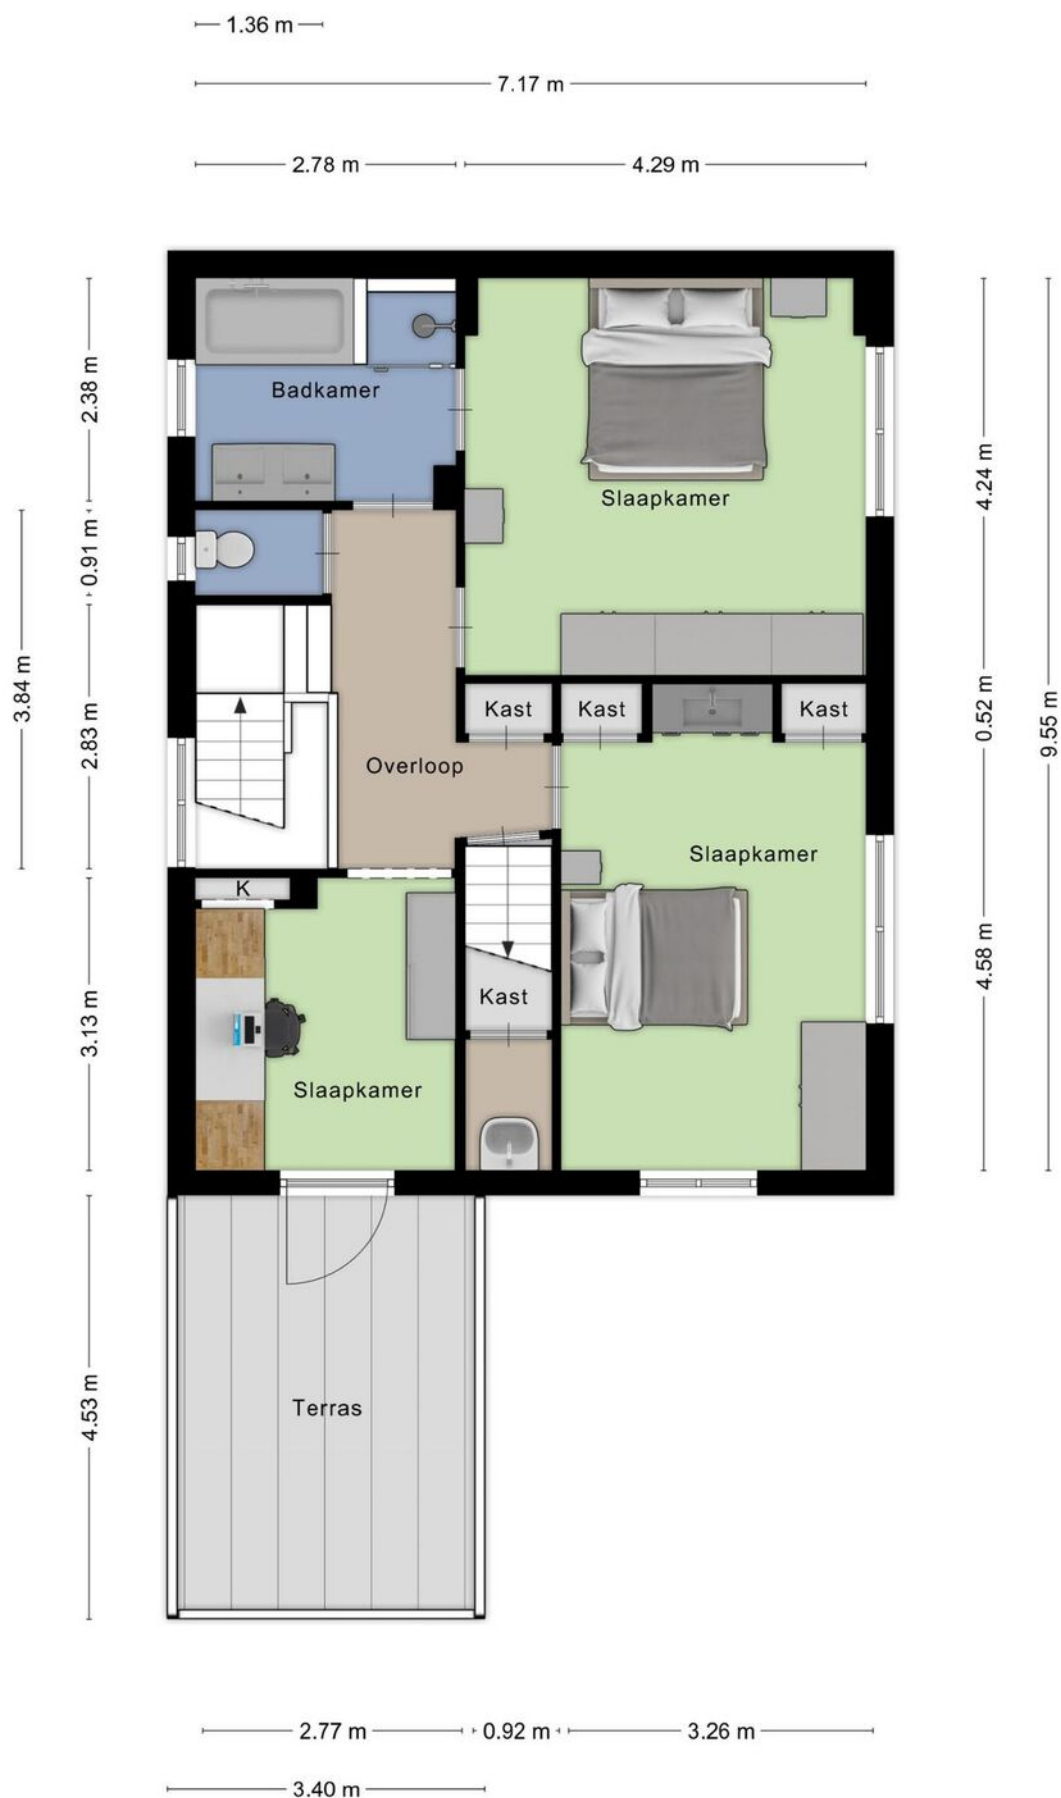 1.36 m
7.17 m
2.78 m
4.29 m
2.38 m
Badkamer
4.24 m
Slaapkamer
0.91 m
3.84 m
2.83 m
0.52 m
9.55 m
Kast
Kast
Kast
Overloop
Slaapkamer
K
4.58 m
Kast
3.13 m
Slaapkamer
4.53 m
Terras
2.77 m
0.92 m
3.26 m
3.40 m